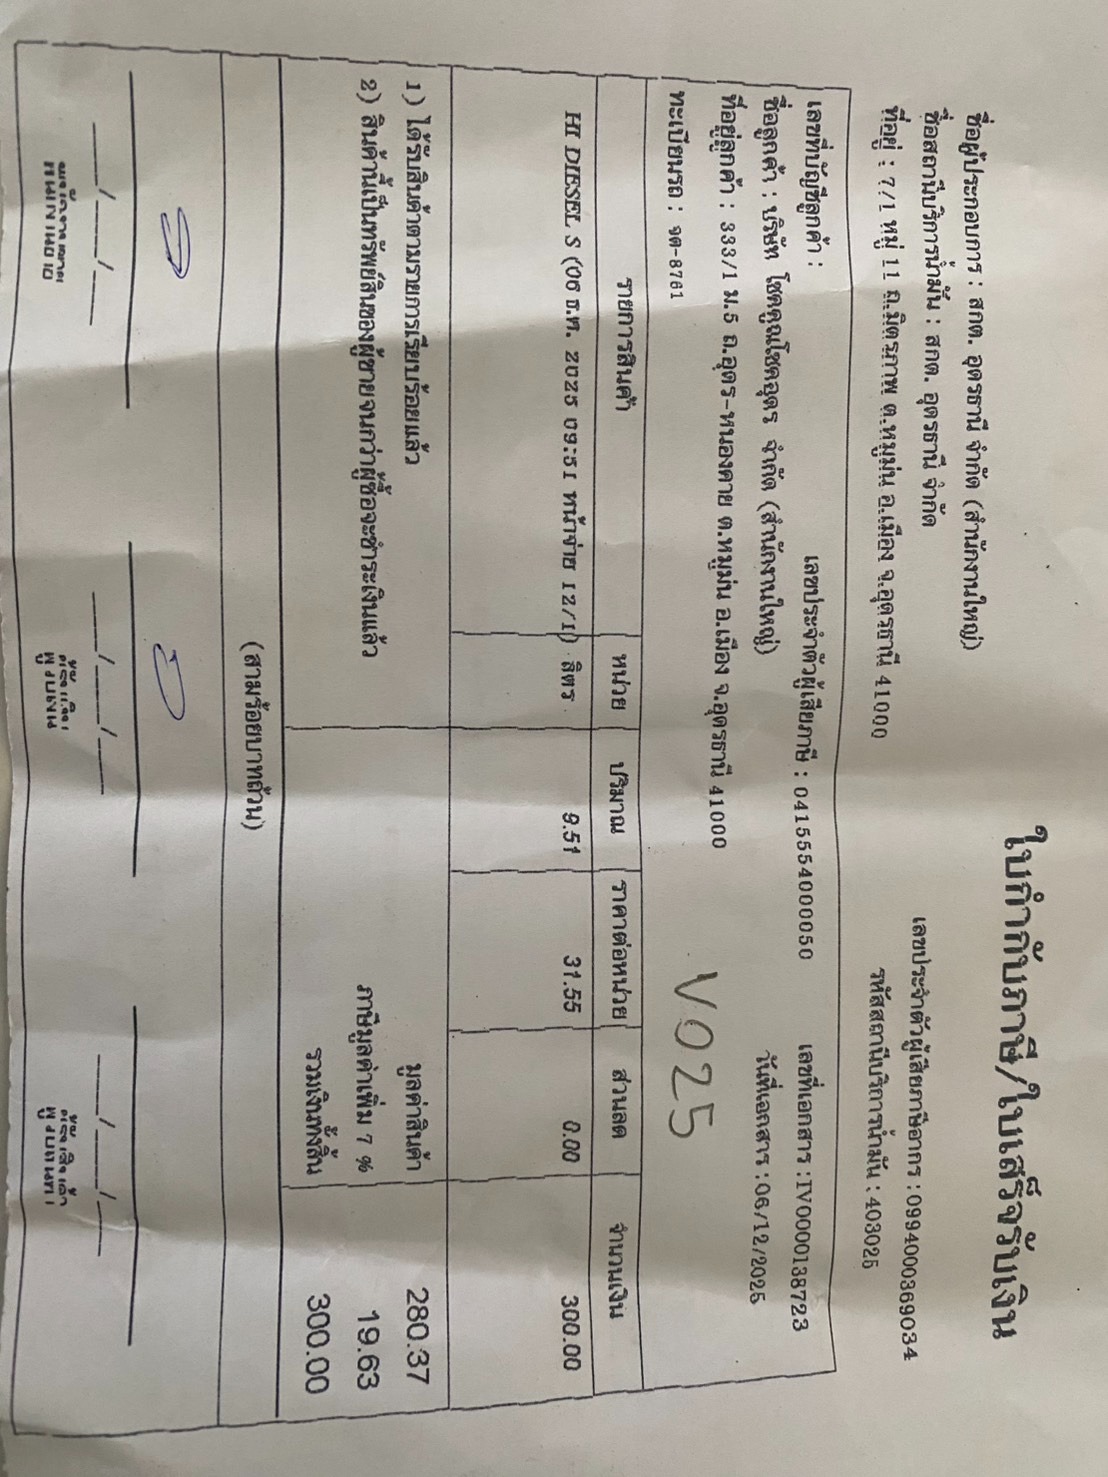 ใบกำกับภาษี/ใบเสร็จรับเงิน
ชื่อผู้ประกอบการ : สกต. อุดรธานี จำกัด (สำนักงานใหญ่)
เลขประจำตัวผู้เสียภาษีอากร : 0994000369034
ชื่อสถานีบริการน้ำมัน : สกต. อุดรธานี จำกัด
รหัสสถานีบริการน้ำมัน : 403025
ที่อยู่ : 7/1 หมู่ 11 ถ.มิตรภาพ ต.หมูม่น อ.เมือง จ.อุดรธานี 41000
เลขที่บัญชีลูกค้า :
เลขประจำตัวผู้เสียภาษี : 0415554000050
เลขที่เอกสาร : IV0000138723
ชื่อลูกค้า : บริษัท โชคคูณโชคอุดร จำกัด (สำนักงานใหญ่)
วันที่เอกสาร : 06/12/2025
ที่อยู่ลูกค้า : 333/1 ม.5 ถ.อุดร-หนองคาย ต.หมูม่น อ.เมือง จ.อุดรธานี 41000
ทะเบียนรถ : จต-8781
V025
รายการสินค้า หน่วย ปริมาณ ราคาต่อหน่วย ส่วนลด จำนวนเงิน
HI DIESEL S (06 ธ.ค. 2025 09:51 หน้าจ่าย 12/1) ลิตร 9.51 31.55 0.00 300.00
1) ได้รับสินค้าตามรายการเรียบร้อยแล้ว
มูลค่าสินค้า 280.37
2) สินค้านี้เป็นทรัพย์สินของผู้ขายจนกว่าผู้ซื้อจะชำระเงินแล้ว
ภาษีมูลค่าเพิ่ม 7 % 19.63
รวมเงินทั้งสิ้น 300.00
(สามร้อยบาทถ้วน)
___/___/___ ___/___/___ ___/___/___